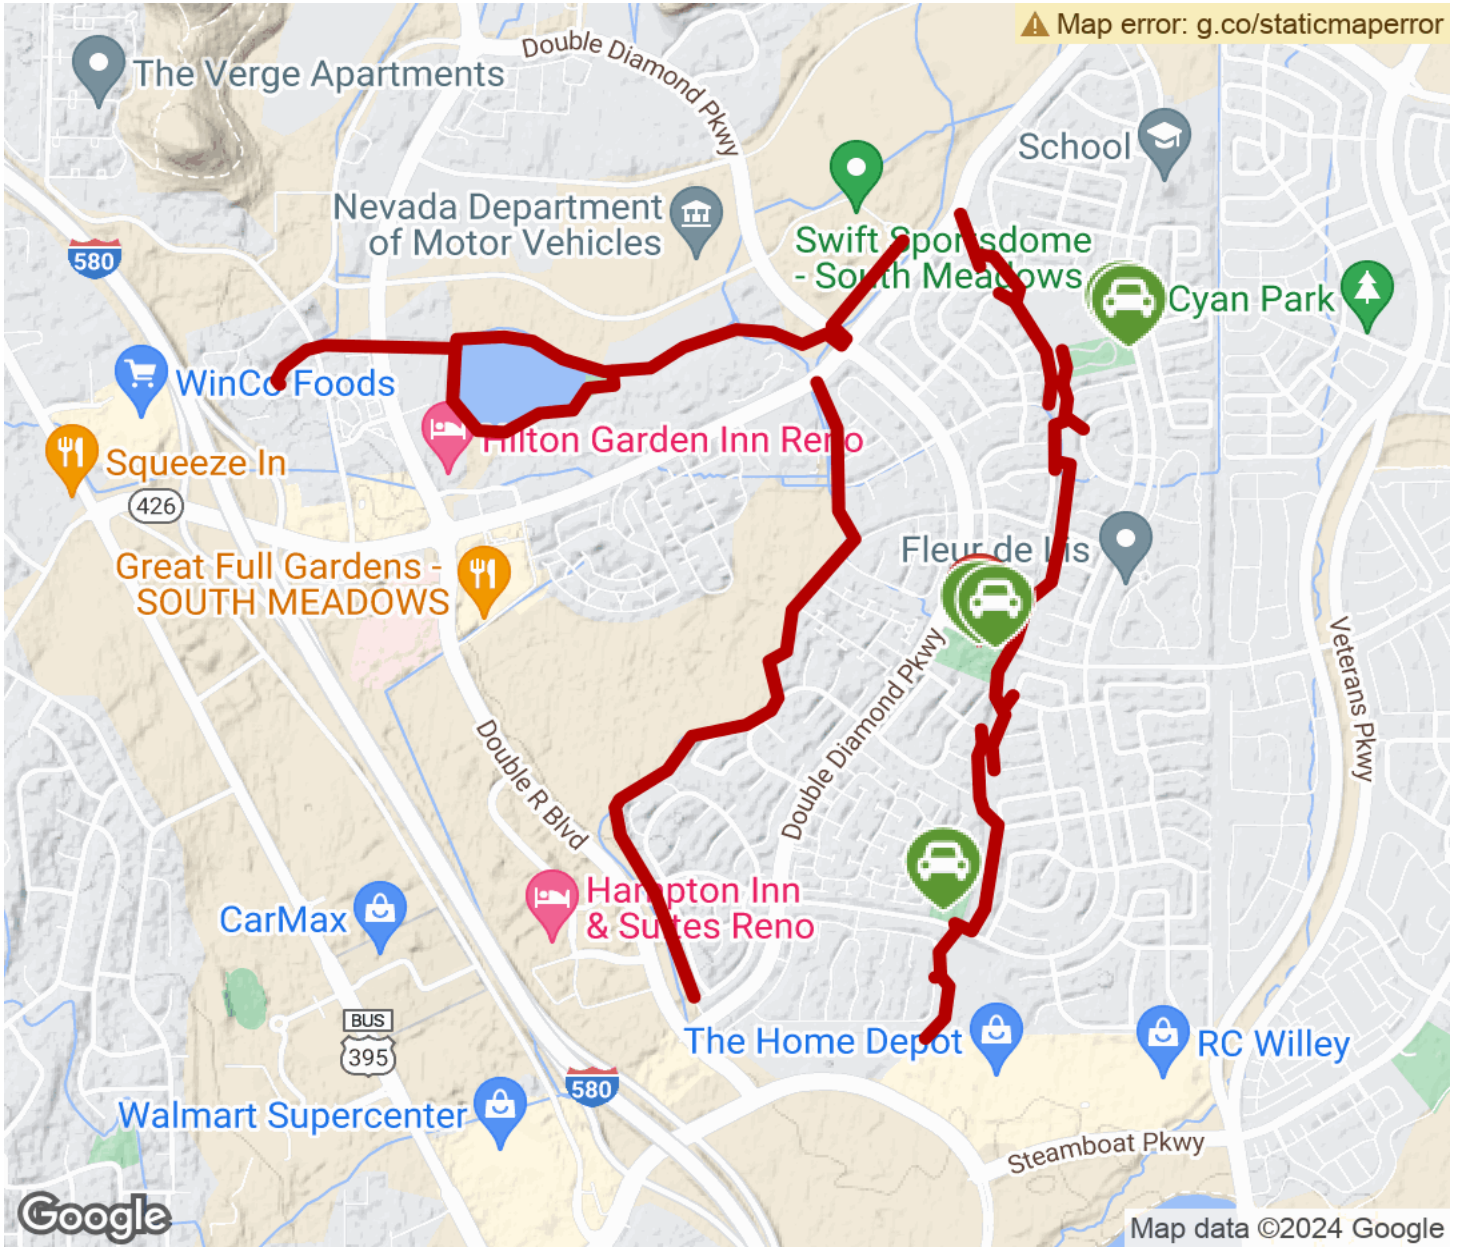 Map error: g.co/staticmaperror
Double Diamond Pkwy
The Verge Apartments
School
Nevada Department
of Motor Vehicles
Swift Sportsdome
- South Meadows
580
Cyan Park
WinCo Foods
Hilton Garden Inn Reno
Squeeze In
426
Fleur de Lis
Great Full Gardens -
SOUTH MEADOWS
Double Diamond Pkwy
Veterans Pkwy
Double R Blvd
Hampton Inn
& Suites Reno
CarMax
BUS
395
The Home Depot
RC Willey
580
Walmart Supercenter
Steamboat Pkwy
Google
Map data ©2024 Google